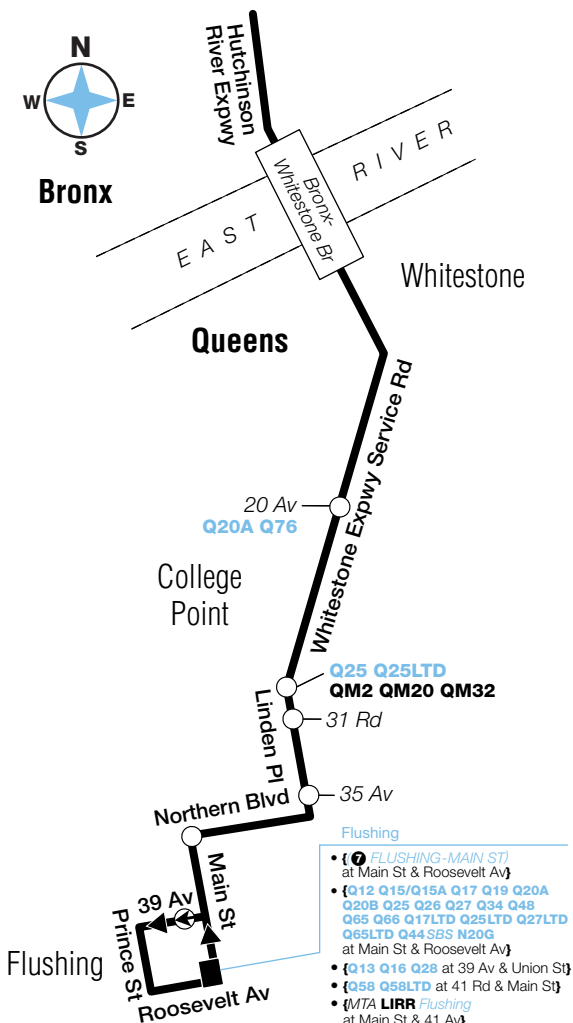 Hutchinson
River Expwy
N
W
E
S
Bronx
EAST RIVER
Bronx-
Whitestone Br
Whitestone
Queens
Whitestone Expwy Service Rd
20 Av
Q20A Q76
College
Point
Q25 Q25LTD
QM2 QM20 QM32
Linden Pl
31 Rd
35 Av
Northern Blvd
Main St
39 Av
Prince St
Flushing
Roosevelt Av
Flushing
• {(7 FLUSHING-MAIN ST)
at Main St & Roosevelt Av}
• {Q12 Q15/Q15A Q17 Q19 Q20A
Q20B Q25 Q26 Q27 Q34 Q48
Q65 Q66 Q17LTD Q25LTD Q27LTD
Q65LTD Q44SBS N20G
at Main St & Roosevelt Av}
• {Q13 Q16 Q28 at 39 Av & Union St}
• {Q58 Q58LTD at 41 Rd & Main St}
• {MTA LIRR Flushing
at Main St & 41 Av}